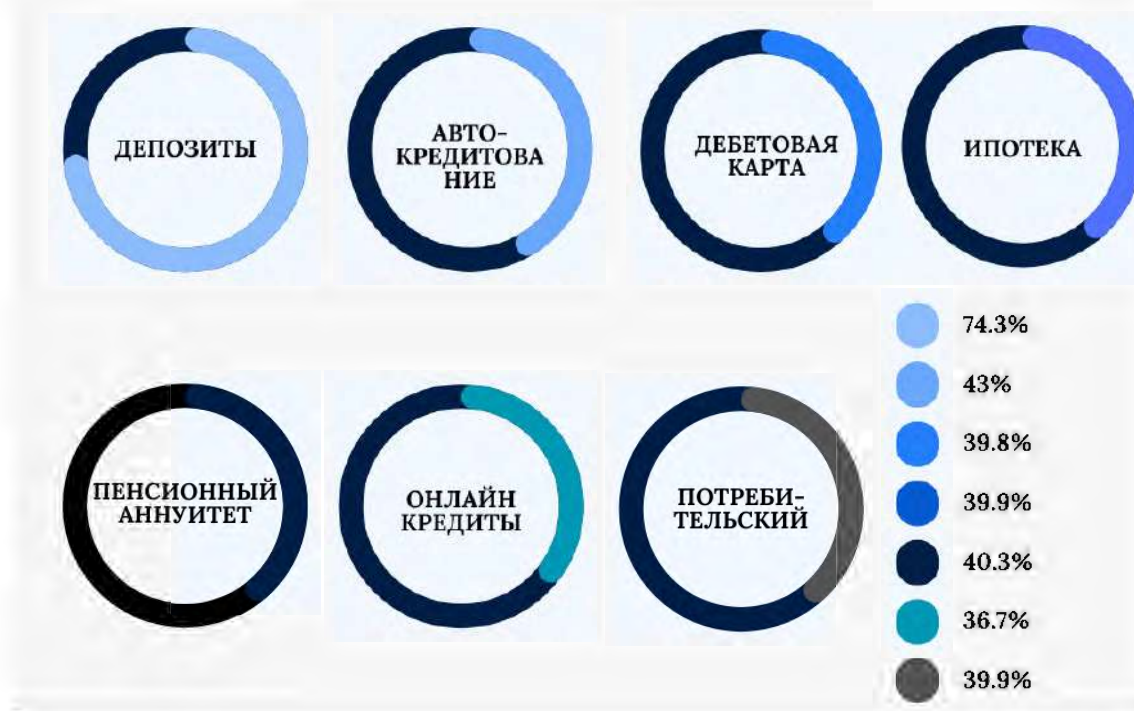 ДЕПОЗИТЫ
АВТО-
КРЕДИТОВА
НИЕ
ДЕБЕТОВАЯ
КАРТА
ИПОТЕКА
ПЕНСИОННЫЙ
АННУИТЕТ
ОНЛАЙН
КРЕДИТЫ
ПОТРЕБИ-
ТЕЛЬСКИЙ
74.3%
43%
39.8%
39.9%
40.3%
36.7%
39.9%